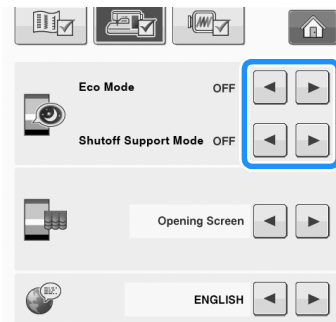 Eco Mode OFF
Shutoff Support Mode OFF
Opening Screen
ENGLISH